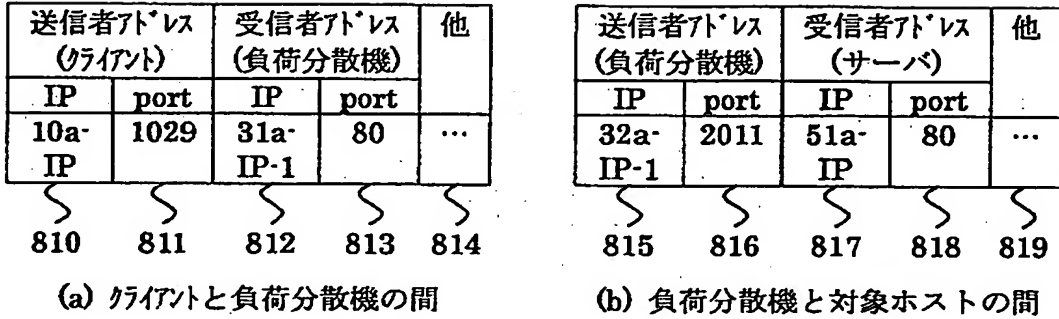 送信者アドレス
(クライアント)
受信者アドレス
(負荷分散機)
他
IP
port
IP
port
10a-
IP
1029
31a-
IP-1
80
…
810
811
812
813
814
(a) クライアントと負荷分散機の間
送信者アドレス
(負荷分散機)
受信者アドレス
(サーバ)
他
IP
port
IP
port
32a-
IP-1
2011
51a-
IP
80
…
815
816
817
818
819
(b) 負荷分散機と対象ホストの間